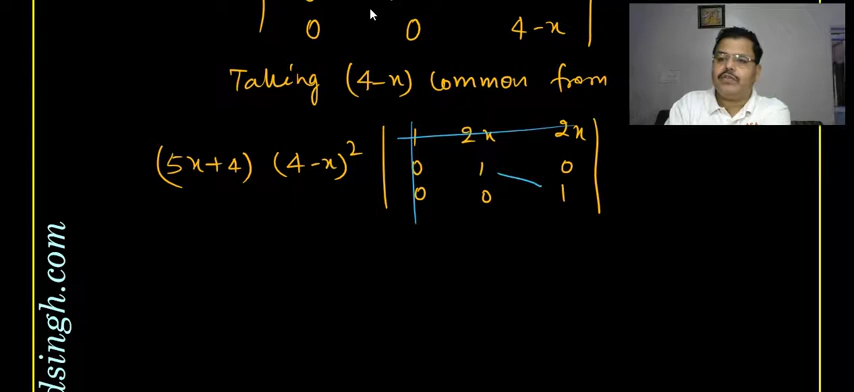 0 0 4-x
Taking (4-x) common from
(5x+4) (4-x)² | 1 2x 2x |
0 1 0
0 0 1
dsingh.com